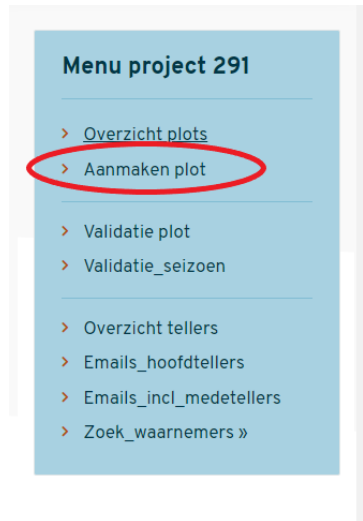 Menu project 291
Overzicht plots
Aanmaken plot
Validatie plot
Validatie_seizoen
Overzicht tellers
Emails_hoofdtellers
Emails_incl_medetellers
Zoek_waarnemers »